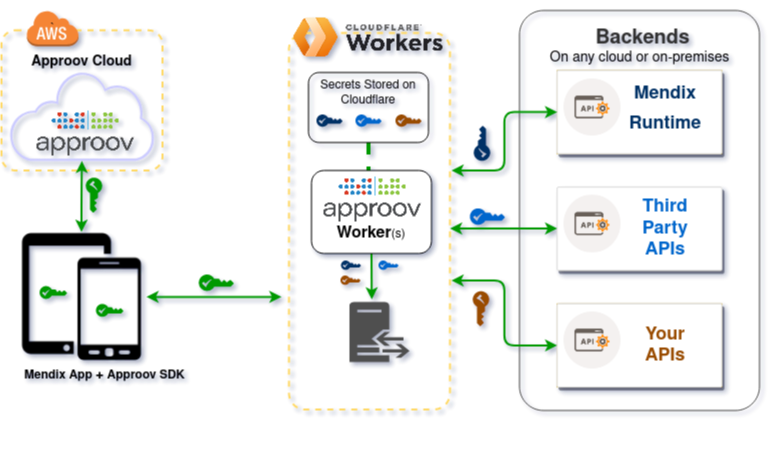 AWS
Approov Cloud
approov
Mendix App + Approov SDK
CLOUDFLARE
Workers
Secrets Stored on
Cloudflare
approov
Worker(s)
Backends
On any cloud or on-premises
API
Mendix
Runtime
API
Third
Party
APIs
API
Your
APIs